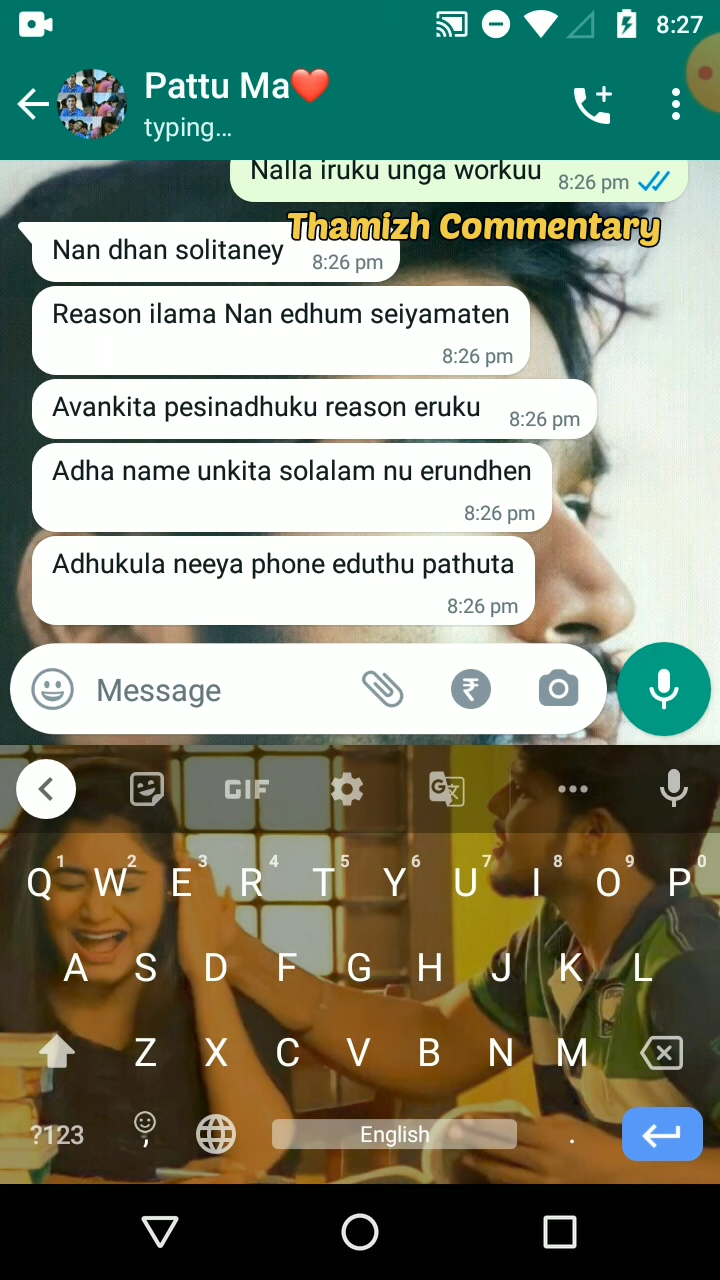 8:27
Pattu Ma❤️
typing...
Nalla iruku unga workuu 8:26 pm
Thamizh Commentary
Nan dhan solitaney 8:26 pm
Reason ilama Nan edhum seiyamaten
8:26 pm
Avankita pesinadhuku reason eruku 8:26 pm
Adha name unkita solalam nu erundhen
8:26 pm
Adhukula neeya phone eduthu pathuta
8:26 pm
Message
GIF
1 2 3 4 5 6 7 8 9 0
Q W E R T Y U I O P
A S D F G H J K L
Z X C V B N M
?123 , English .